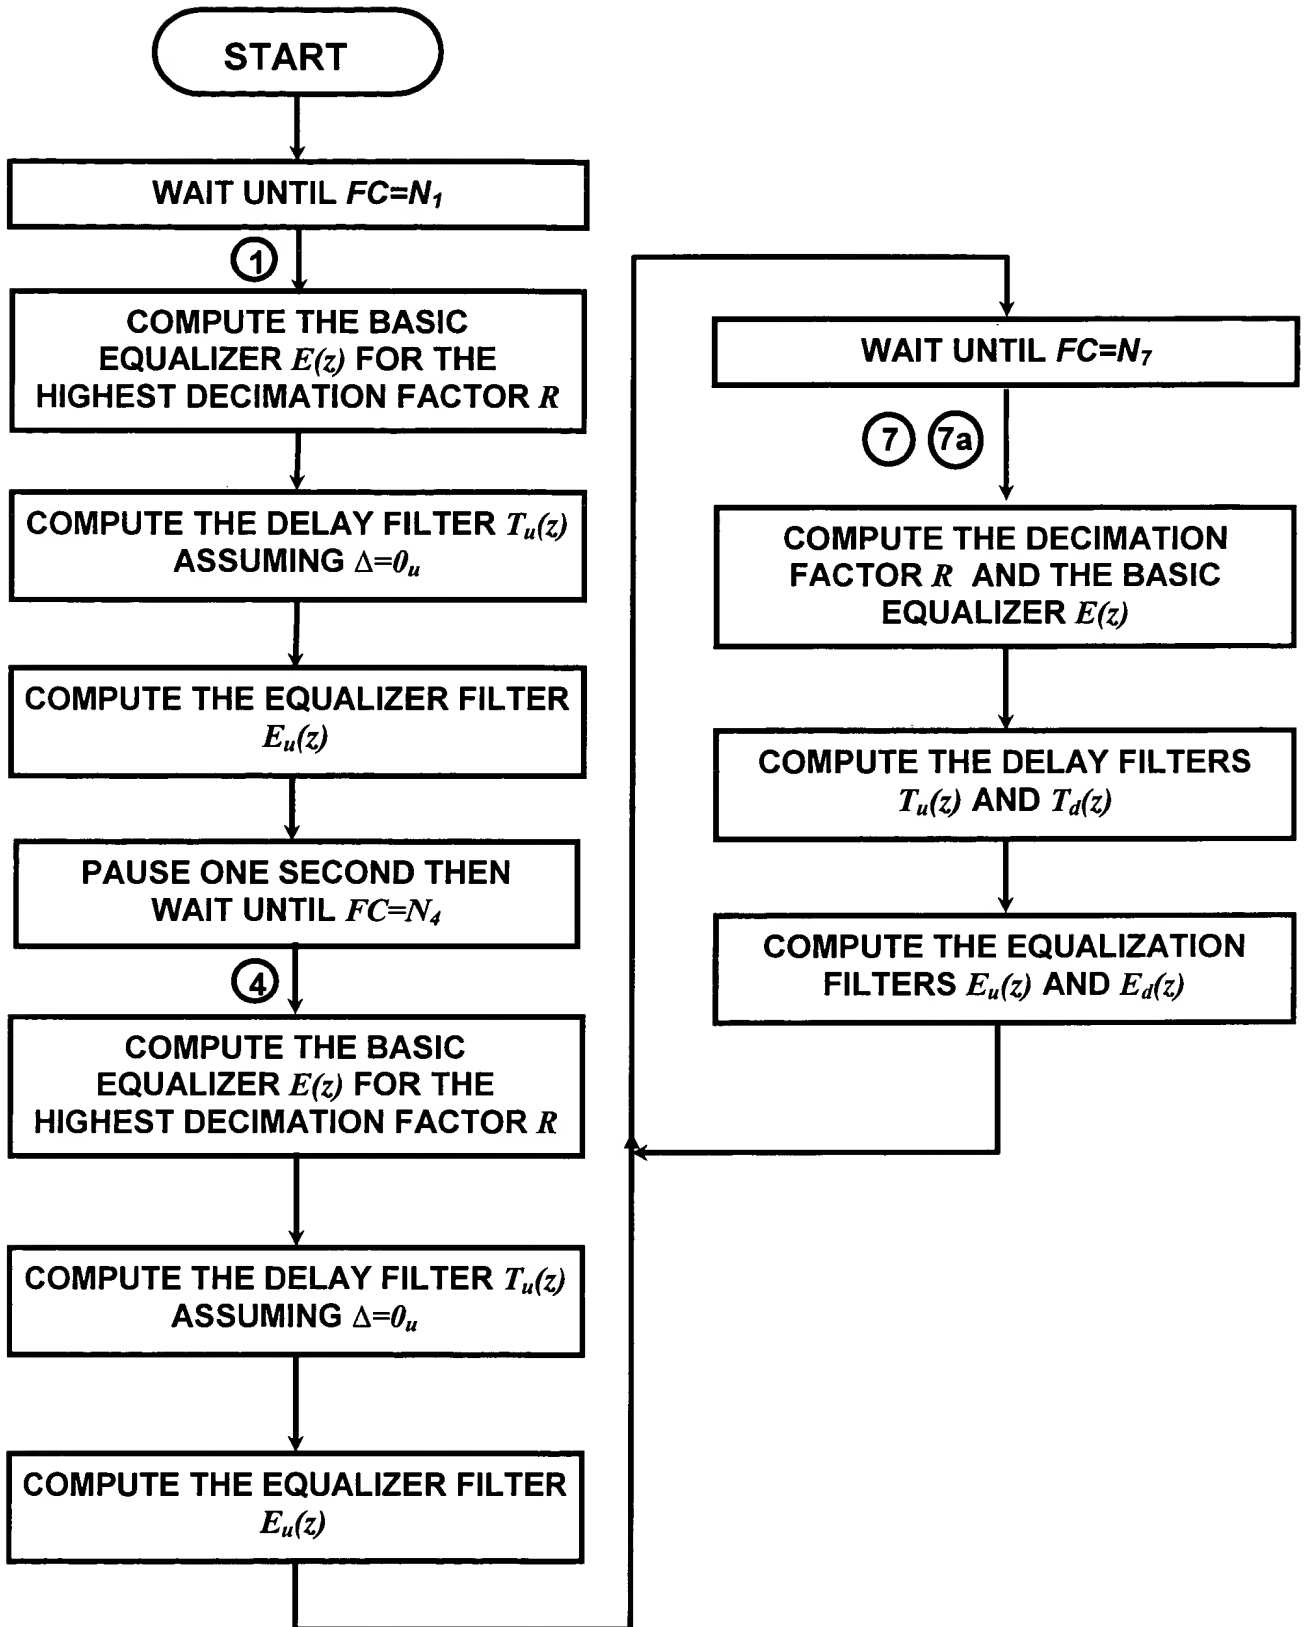 START
WAIT UNTIL FC=N₁
1
COMPUTE THE BASIC
EQUALIZER E(z) FOR THE
HIGHEST DECIMATION FACTOR R
COMPUTE THE DELAY FILTER Tᵤ(z)
ASSUMING Δ=0ᵤ
COMPUTE THE EQUALIZER FILTER
Eᵤ(z)
PAUSE ONE SECOND THEN
WAIT UNTIL FC=N₄
4
COMPUTE THE BASIC
EQUALIZER E(z) FOR THE
HIGHEST DECIMATION FACTOR R
COMPUTE THE DELAY FILTER Tᵤ(z)
ASSUMING Δ=0ᵤ
COMPUTE THE EQUALIZER FILTER
Eᵤ(z)
WAIT UNTIL FC=N₇
7 7a
COMPUTE THE DECIMATION
FACTOR R AND THE BASIC
EQUALIZER E(z)
COMPUTE THE DELAY FILTERS
Tᵤ(z) AND T_d(z)
COMPUTE THE EQUALIZATION
FILTERS Eᵤ(z) AND E_d(z)